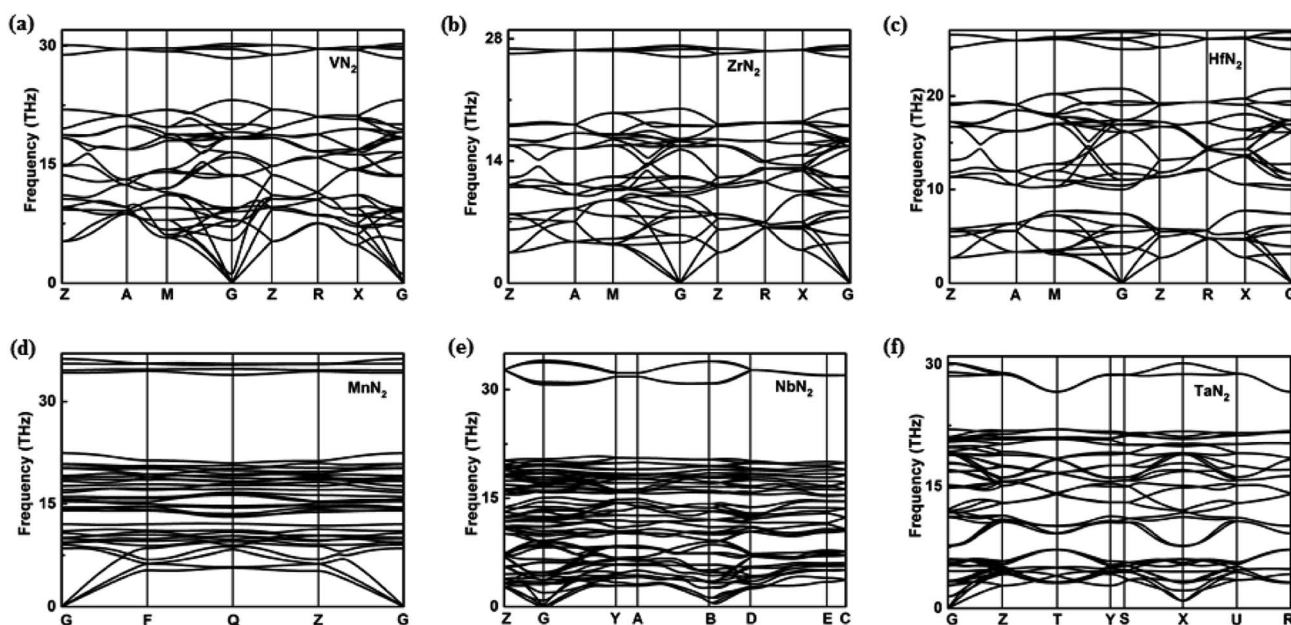 (a)
30
VN₂
15
0
Frequency (THz)
Z A M G Z R X G
(b)
28
ZrN₂
14
0
Frequency (THz)
Z A M G Z R X G
(c)
HfN₂
20
10
0
Frequency (THz)
Z A M G Z R X G
(d)
MnN₂
30
15
0
Frequency (THz)
G F Q Z G
(e)
30
NbN₂
15
0
Frequency (THz)
Z G Y A B D E C
(f)
30
TaN₂
15
0
Frequency (THz)
G Z T Y S X U R